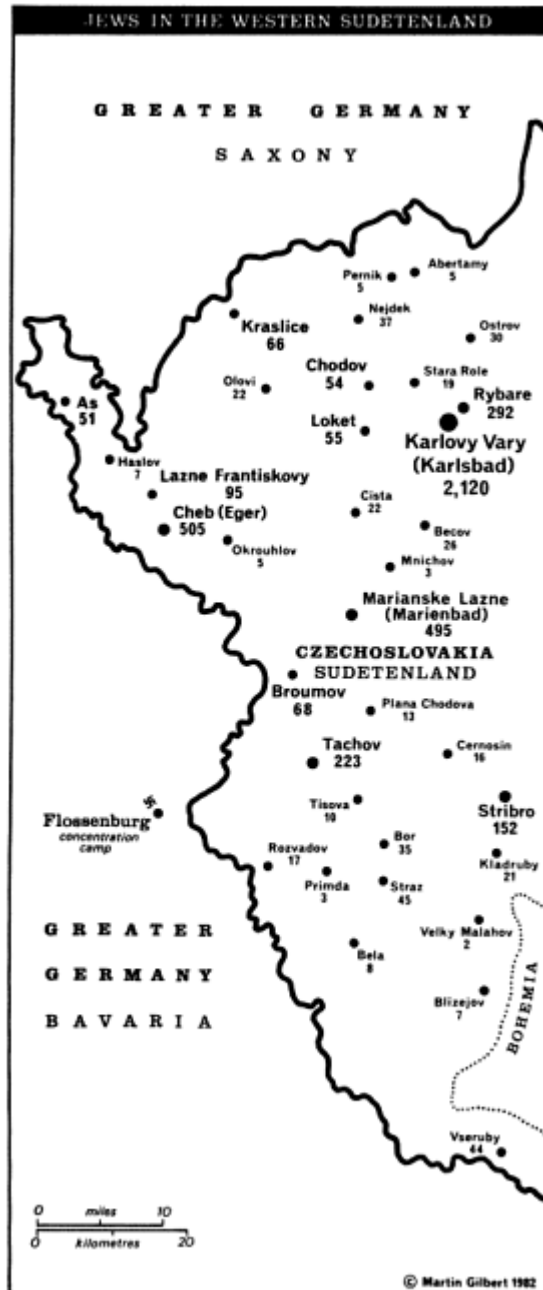 JEWS IN THE WESTERN SUDETENLAND
GREATER GERMANY
SAXONY
Pernik
5
Abertamy
5
Nejdek
37
Kraslice
66
Ostrov
30
Chodov
54
Stara Role
19
Olovi
22
Rybare
292
As
51
Loket
55
Karlovy Vary
(Karlsbad)
2,120
Haslov
7
Lazne Frantiskovy
95
Cista
22
Cheb (Eger)
505
Becov
26
Okrouhlov
5
Mnichov
3
Marianske Lazne
(Marienbad)
495
CZECHOSLOVAKIA
SUDETENLAND
Broumov
68
Plana Chodova
13
Tachov
223
Cernosin
16
Tisova
10
Stribro
152
Flossenburg
concentration
camp
Bor
35
Rozvadov
17
Kladruby
21
Primda
3
Straz
45
GREATER
GERMANY
BAVARIA
Velky Malahov
2
Bela
8
Blizejov
7
BOHEMIA
Vseruby
44
0 miles 10
0 kilometres 20
© Martin Gilbert 1982